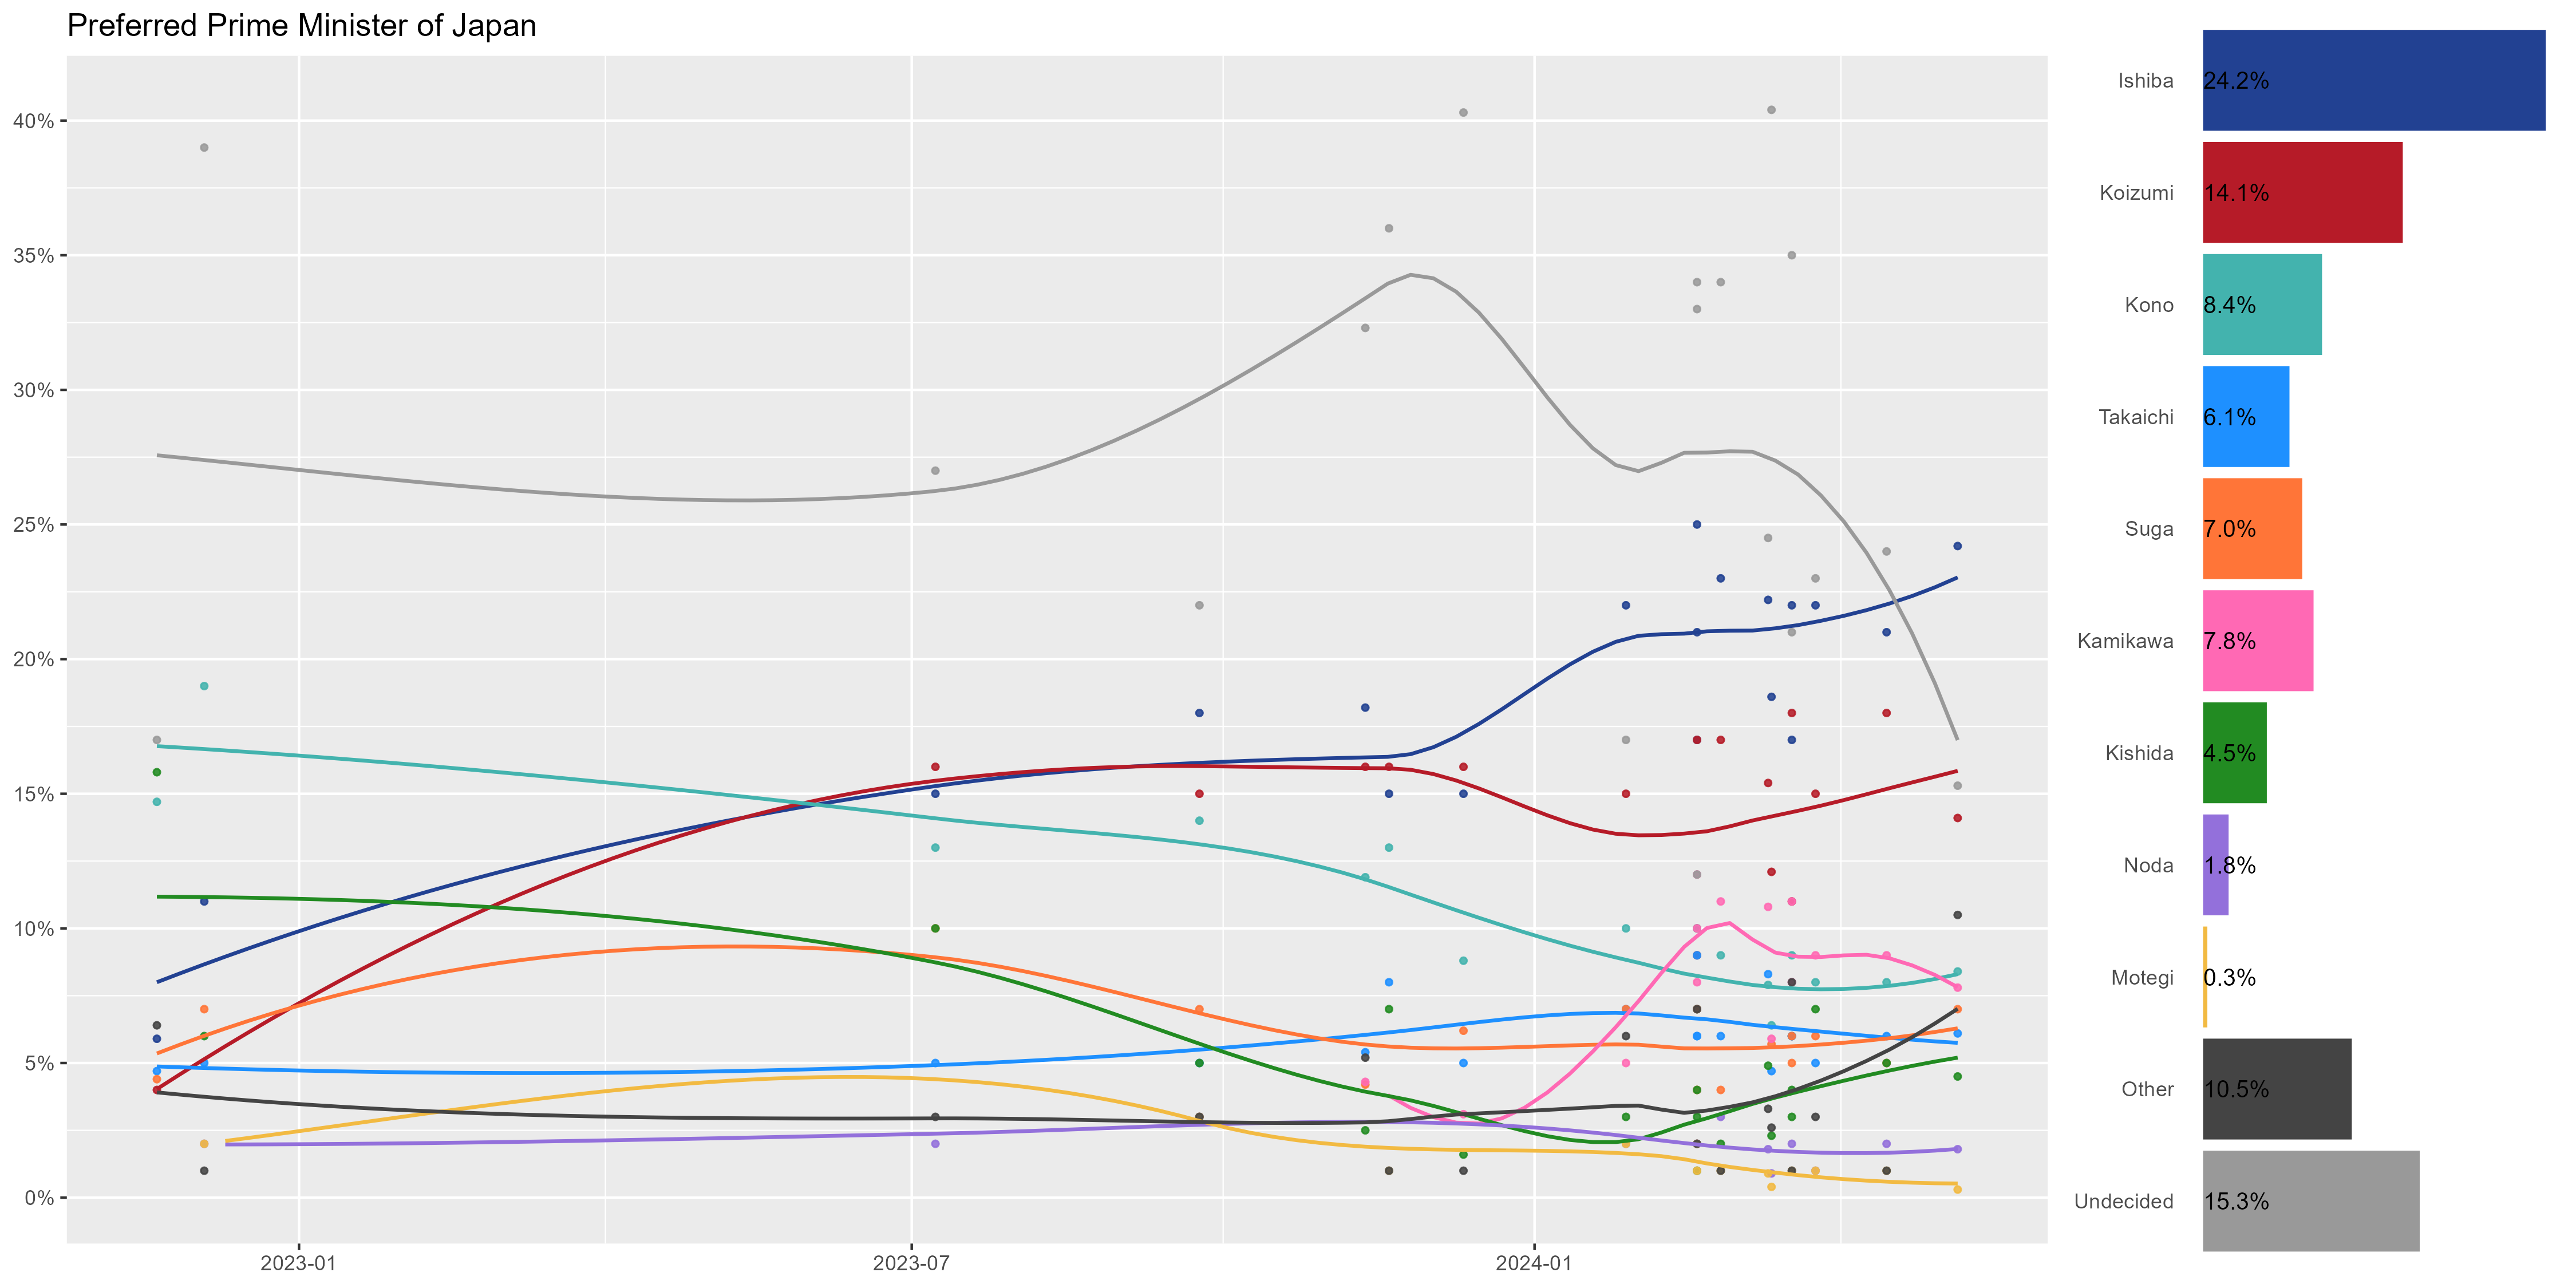 Preferred Prime Minister of Japan
40%
35%
30%
25%
20%
15%
10%
5%
0%
2023-01
2023-07
2024-01
Ishiba 24.2%
Koizumi 14.1%
Kono 8.4%
Takaichi 6.1%
Suga 7.0%
Kamikawa 7.8%
Kishida 4.5%
Noda 1.8%
Motegi 0.3%
Other 10.5%
Undecided 15.3%